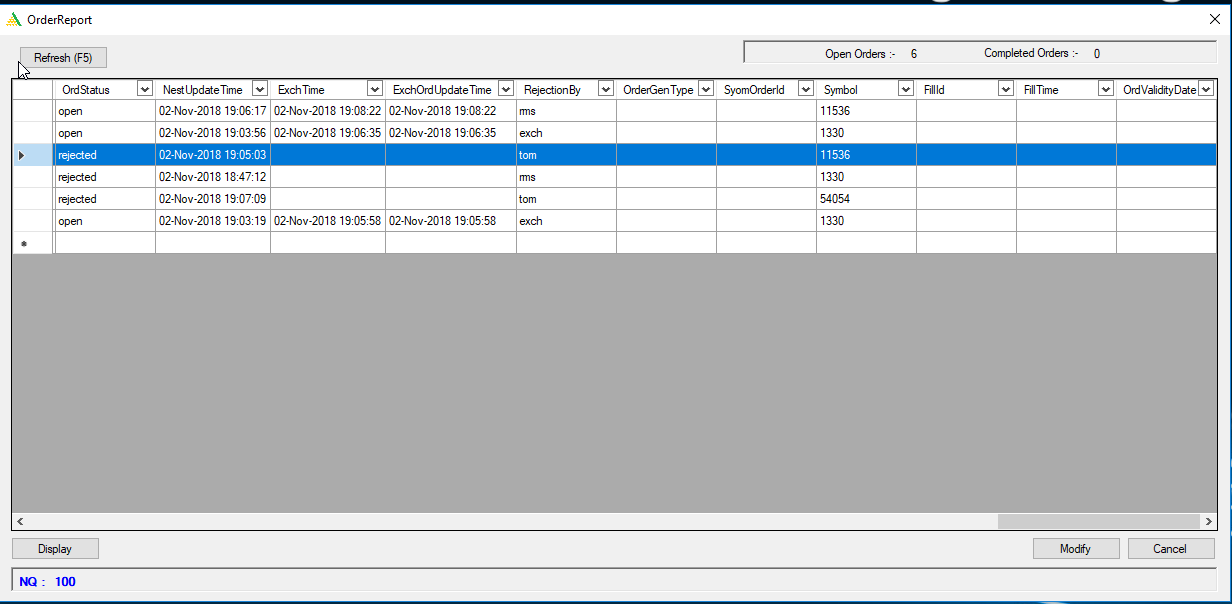 OrderReport
Refresh (F5)
Open Orders :- 6 Completed Orders :- 0
OrdStatus NestUpdateTime ExchTime ExchOrdUpdateTime RejectionBy OrderGenType SyomOrderId Symbol FillId FillTime OrdValidityDate
open 02-Nov-2018 19:06:17 02-Nov-2018 19:08:22 02-Nov-2018 19:08:22 rms 11536
open 02-Nov-2018 19:03:56 02-Nov-2018 19:06:35 02-Nov-2018 19:06:35 exch 1330
rejected 02-Nov-2018 19:05:03 tom 11536
rejected 02-Nov-2018 18:47:12 rms 1330
rejected 02-Nov-2018 19:07:09 tom 54054
open 02-Nov-2018 19:03:19 02-Nov-2018 19:05:58 02-Nov-2018 19:05:58 exch 1330
Display Modify Cancel
NQ : 100